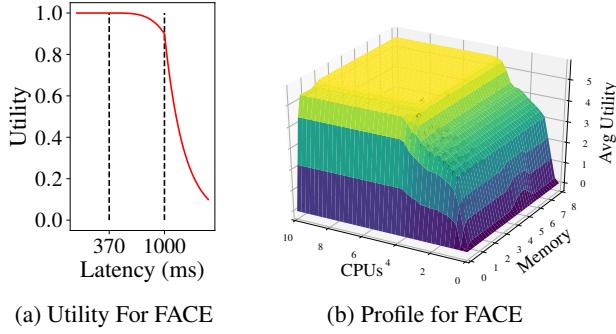 1.0
0.8
0.6
0.4
0.2
0.0
Utility
370 1000
Latency (ms)
(a) Utility For FACE
5
4
3
2
1
0
Avg Utility
10 8 6 4 2 0
CPUs
0 1 2 3 4 5 6 7 8
Memory
(b) Profile for FACE